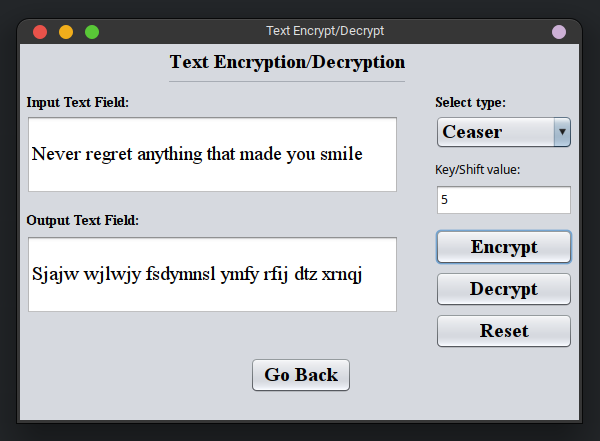 Text Encrypt/Decrypt
Text Encryption/Decryption
Input Text Field:
Never regret anything that made you smile
Output Text Field:
Sjajw wjlwjy fsdymnsl ymfy rfij dtz xrnqj
Select type:
Ceaser
Key/Shift value:
5
Encrypt
Decrypt
Reset
Go Back